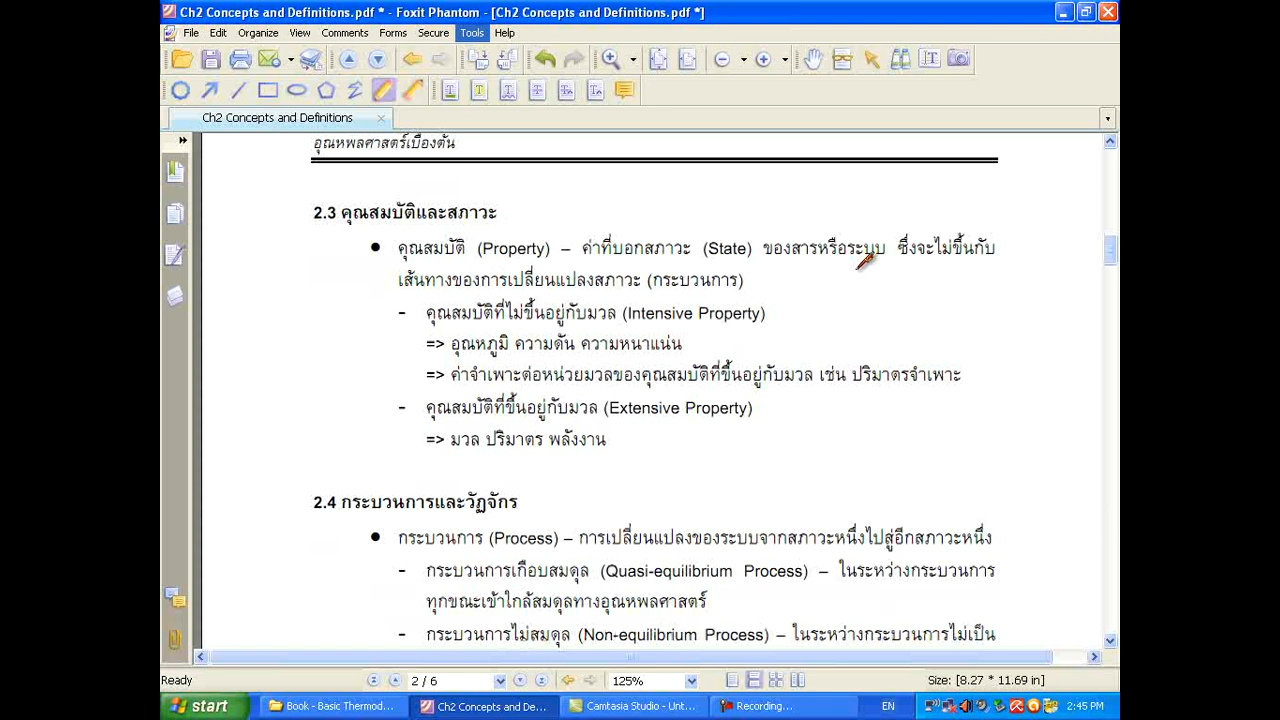 Ch2 Concepts and Definitions.pdf * - Foxit Phantom - [Ch2 Concepts and Definitions.pdf *]
File Edit Organize View Comments Forms Secure Tools Help
Ch2 Concepts and Definitions
อุณหพลศาสตร์เบื้องต้น
2.3 คุณสมบัติและสภาวะ
● คุณสมบัติ (Property) – ค่าที่บอกสภาวะ (State) ของสารหรือระบบ ซึ่งจะไม่ขึ้นกับ
เส้นทางของการเปลี่ยนแปลงสภาวะ (กระบวนการ)
- คุณสมบัติที่ไม่ขึ้นอยู่กับมวล (Intensive Property)
=> อุณหภูมิ ความดัน ความหนาแน่น
=> ค่าจำเพาะต่อหน่วยมวลของคุณสมบัติที่ขึ้นอยู่กับมวล เช่น ปริมาตรจำเพาะ
- คุณสมบัติที่ขึ้นอยู่กับมวล (Extensive Property)
=> มวล ปริมาตร พลังงาน
2.4 กระบวนการและวัฏจักร
● กระบวนการ (Process) – การเปลี่ยนแปลงของระบบจากสภาวะหนึ่งไปสู่อีกสภาวะหนึ่ง
- กระบวนการเกือบสมดุล (Quasi-equilibrium Process) – ในระหว่างกระบวนการ
ทุกขณะเข้าใกล้สมดุลทางอุณหพลศาสตร์
- กระบวนการไม่สมดุล (Non-equilibrium Process) – ในระหว่างกระบวนการไม่เป็น
Ready 2 / 6 125% Size: [8.27 * 11.69 in]
start Book - Basic Thermod... Ch2 Concepts and De... Camtasia Studio - Unt... Recording... EN 2:45 PM